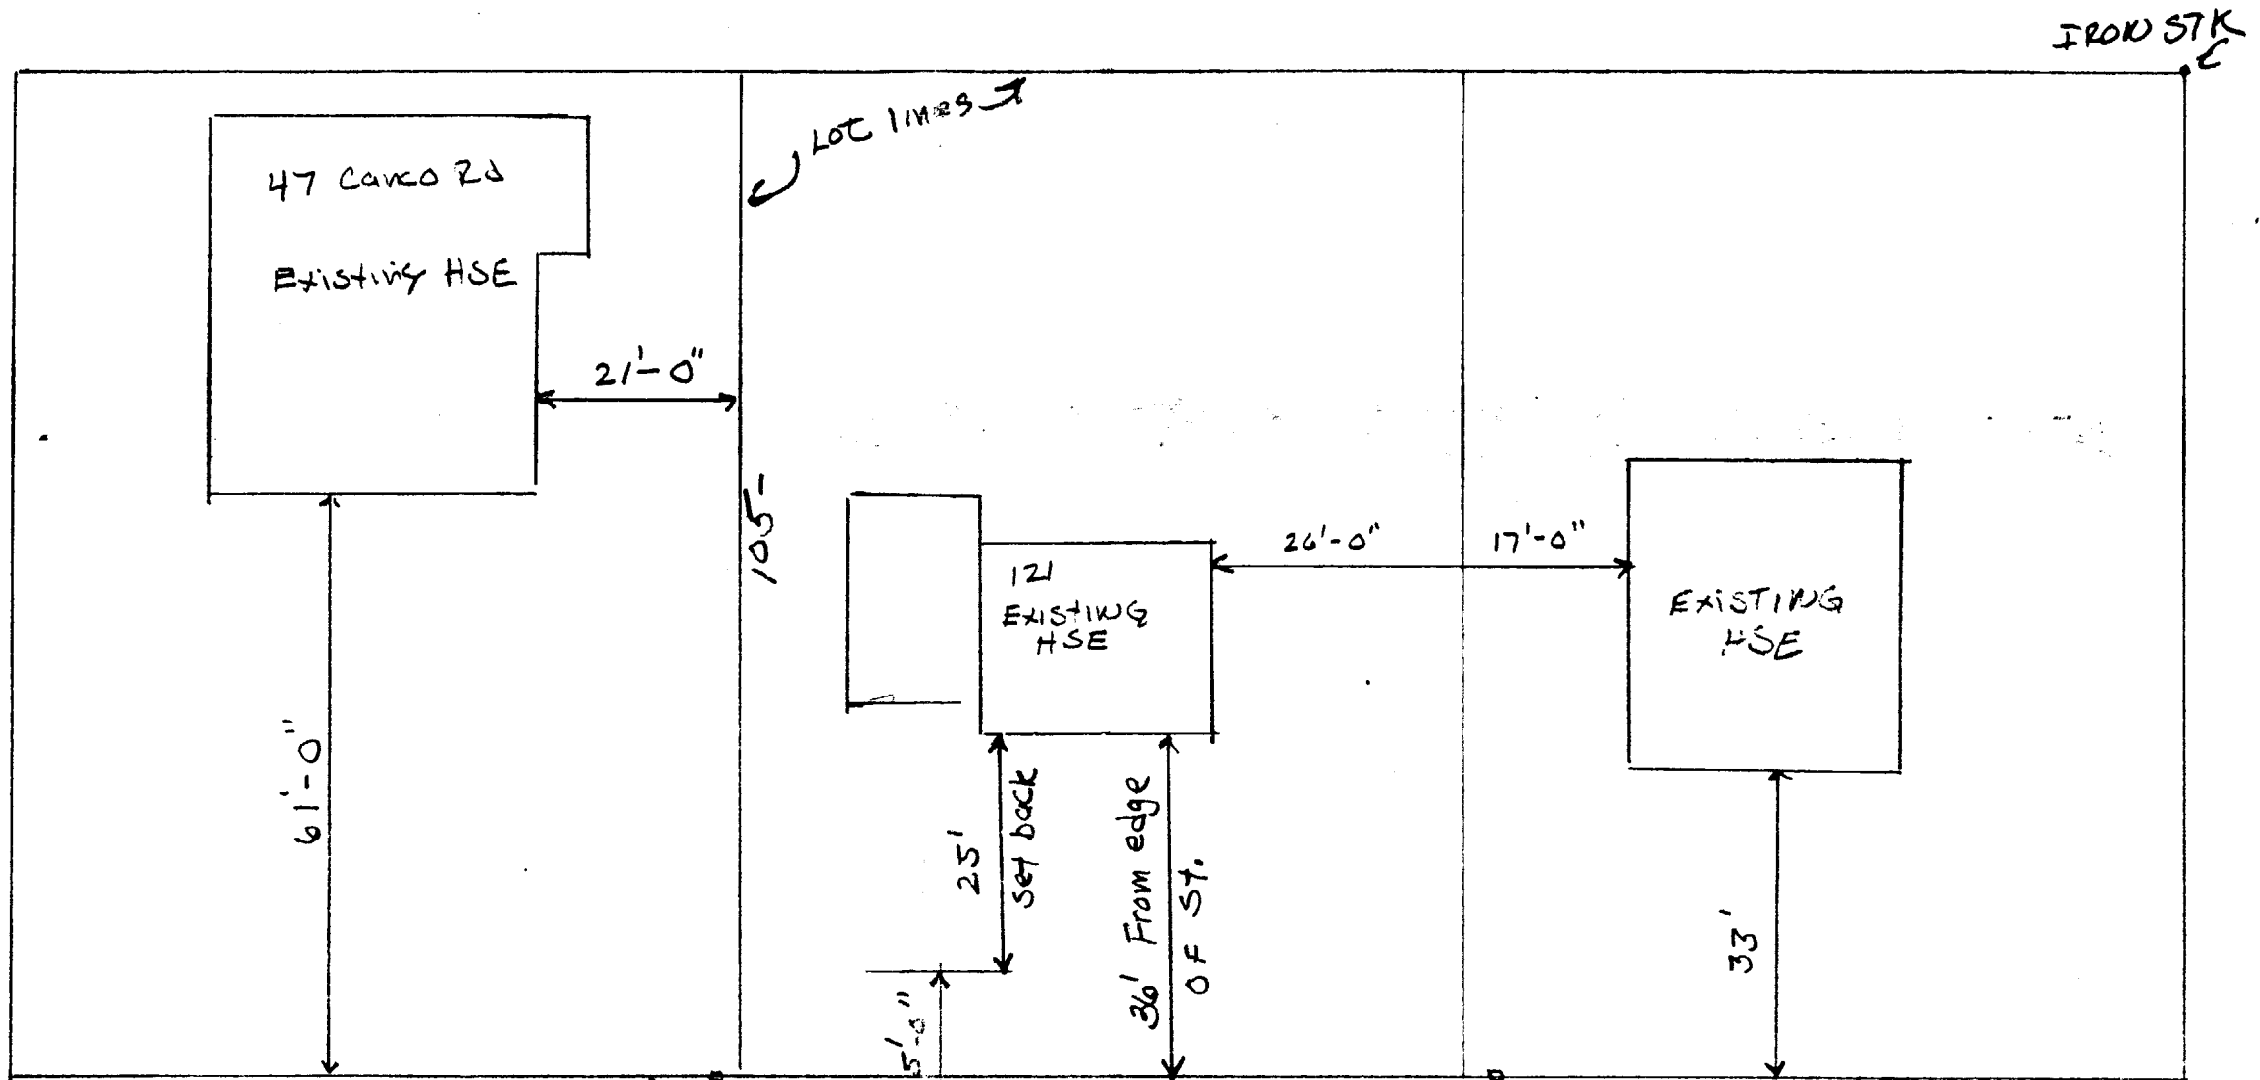 IRON STK
Lot lines
47 Canco Rd
Existing HSE
21'-0"
105'
26'-0"
17'-0"
121
EXISTING
HSE
EXISTING
HSE
61'-0"
25'
set back
36' From edge
OF St.
33'
5'-0"